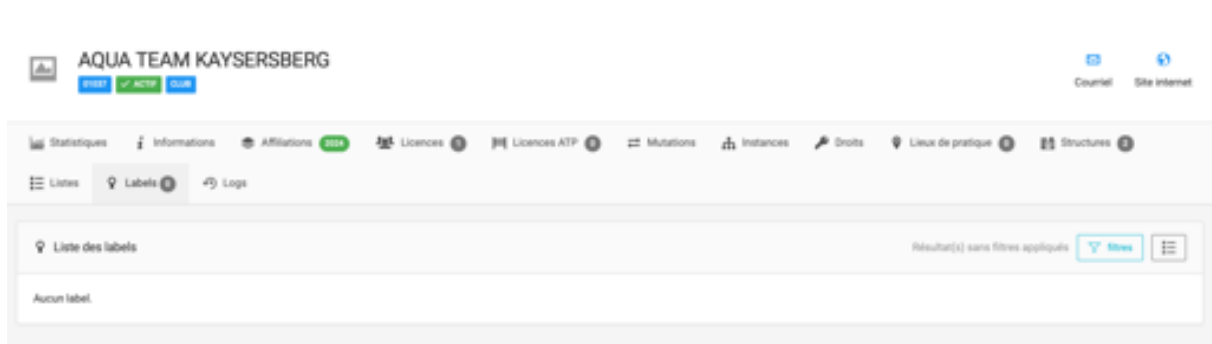 AQUA TEAM KAYSERSBERG
ACTIF CLUB
Courriel Site internet
Statistiques Informations Affiliations 2024 Licences Licences ATP Mutations Instances Droits Lieux de pratique Structures
Listes Labels Logs
Liste des labels Résultat(s) sans filtres appliqués filtres
Aucun label.